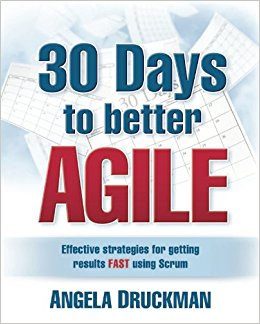 30 Days
to better
AGILE
Effective strategies for getting
results FAST using Scrum
ANGELA DRUCKMAN